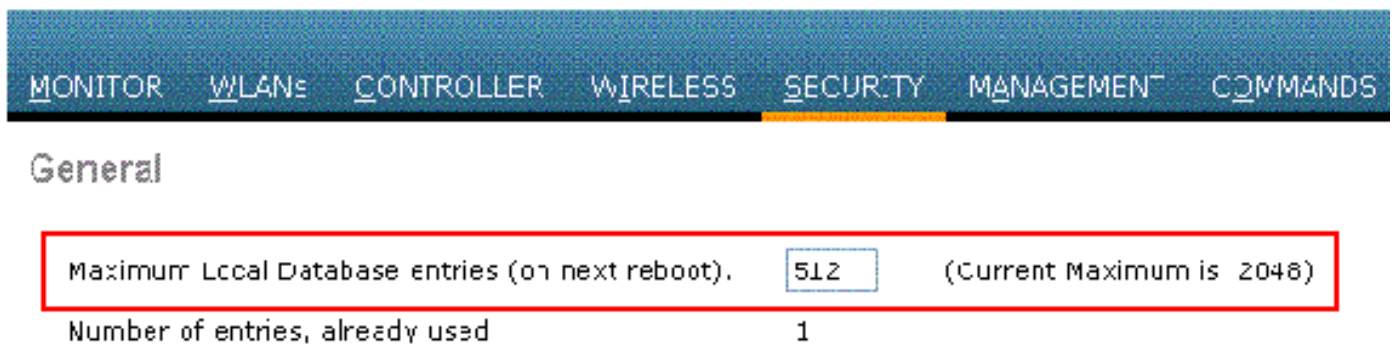 MONITOR WLANs CONTROLLER WIRELESS SECURITY MANAGEMENT COMMANDS
General
Maximum Local Database entries (on next reboot). 512 (Current Maximum is 2048)
Number of entries, already used 1